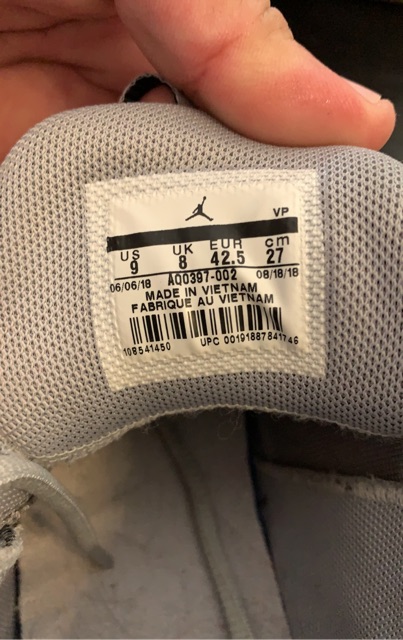 VP
US UK EUR cm
9 8 42.5 27
06/06/18 AQ0397-002 08/18/18
MADE IN VIETNAM
FABRIQUE AU VIETNAM
108541450 UPC 00191887841746